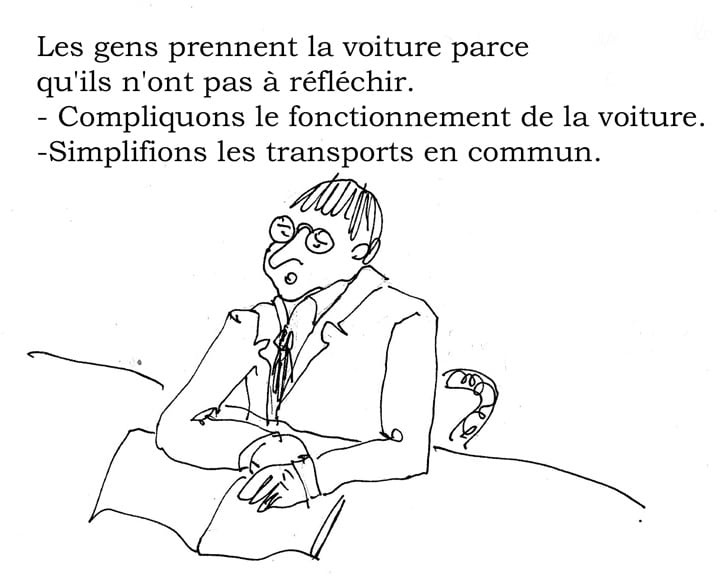 Les gens prennent la voiture parce
qu'ils n'ont pas à réfléchir.
- Compliquons le fonctionnement de la voiture.
-Simplifions les transports en commun.